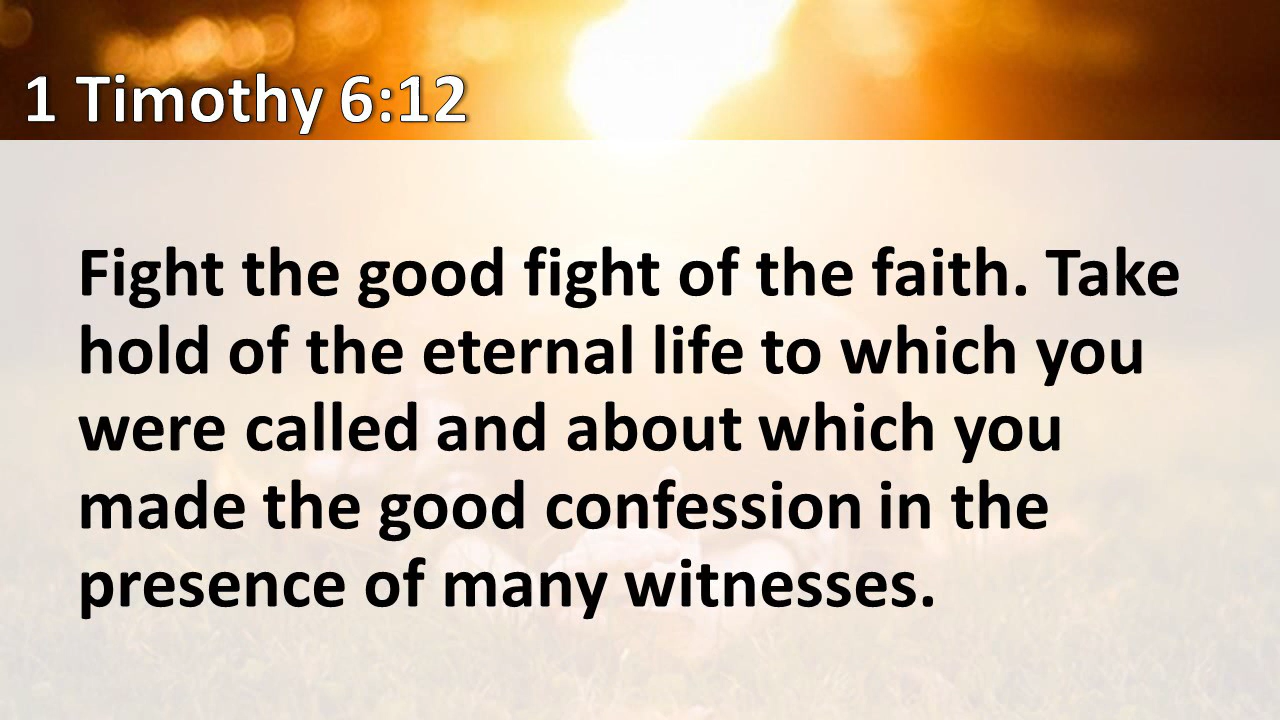 1 Timothy 6:12
Fight the good fight of the faith. Take
hold of the eternal life to which you
were called and about which you
made the good confession in the
presence of many witnesses.